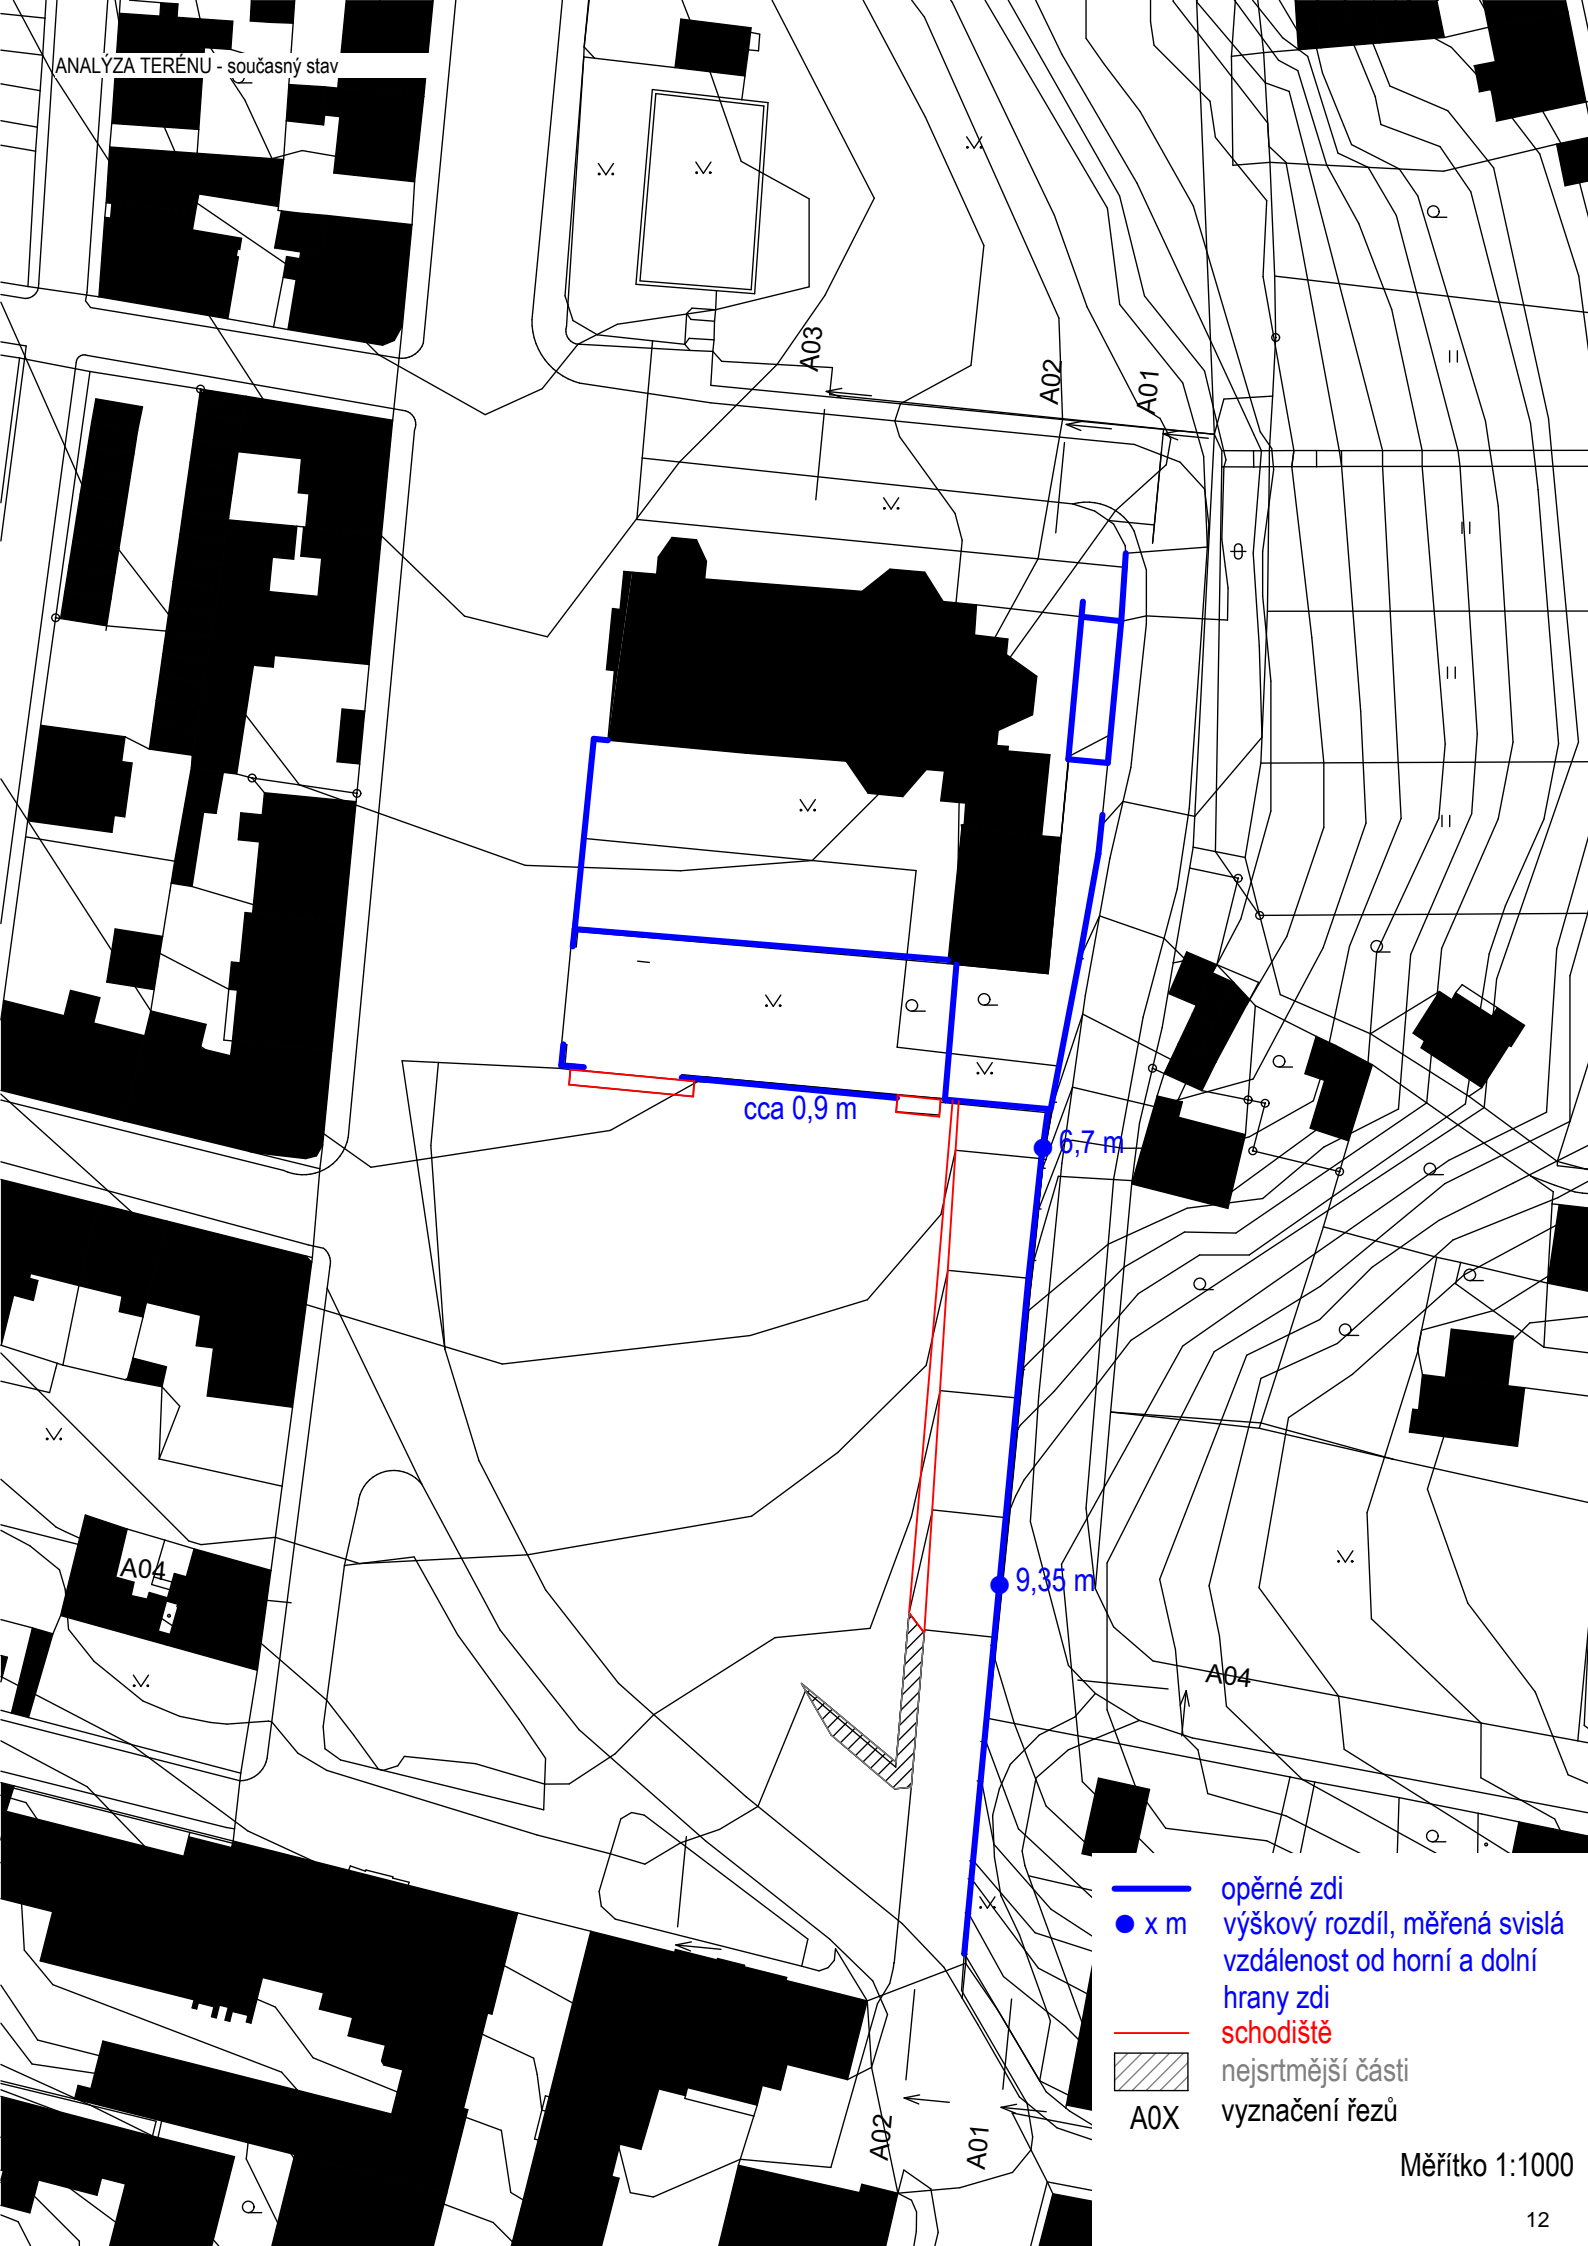 ANALÝZA TERÉNU - současný stav
A03
A02
A01
cca 0,9 m
6,7 m
9,35 m
A04
A04
A02
A01
opěrné zdi
x m výškový rozdíl, měřená svislá
vzdálenost od horní a dolní
hrany zdi
schodiště
nejsrtmější části
A0X vyznačení řezů
Měřítko 1:1000
12